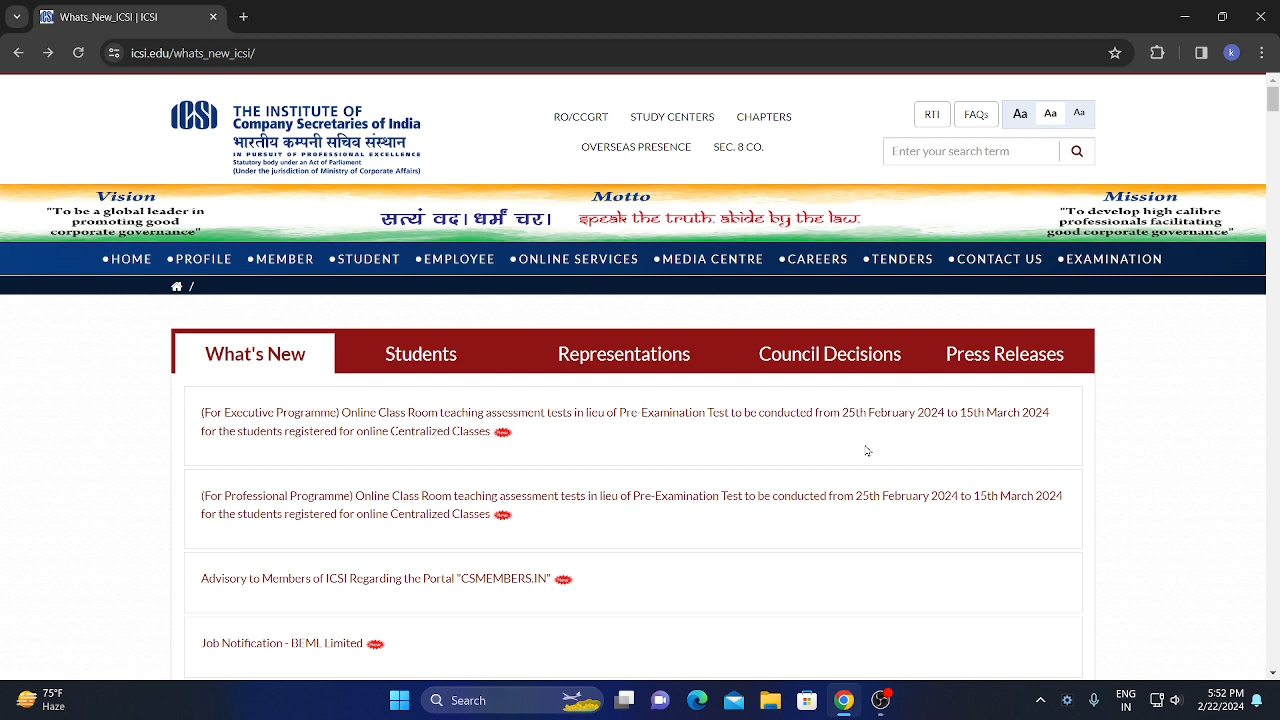 What's New_ICSI | ICSI
icsi.edu/whats_new_icsi/
k
THE INSTITUTE OF
Company Secretaries of India
भारतीय कम्पनी सचिव संस्थान
IN PURSUIT OF PROFESSIONAL EXCELLENCE
Statutory body under an Act of Parliament
(Under the jurisdiction of Ministry of Corporate Affairs)
RO/CCGRT STUDY CENTERS CHAPTERS
OVERSEAS PRESENCE SEC. 8 CO.
RTI FAQs Aa Aa Aa
Enter your search term
Vision
"To be a global leader in
promoting good
corporate governance"
Motto
सत्यं वद। धर्मं चर। speak the truth. abide by the law.
Mission
"To develop high calibre
professionals facilitating
good corporate governance"
HOME PROFILE MEMBER STUDENT EMPLOYEE ONLINE SERVICES MEDIA CENTRE CAREERS TENDERS CONTACT US EXAMINATION
/
What's New Students Representations Council Decisions Press Releases
(For Executive Programme) Online Class Room teaching assessment tests in lieu of Pre-Examination Test to be conducted from 25th February 2024 to 15th March 2024
for the students registered for online Centralized Classes New
(For Professional Programme) Online Class Room teaching assessment tests in lieu of Pre-Examination Test to be conducted from 25th February 2024 to 15th March 2024
for the students registered for online Centralized Classes New
Advisory to Members of ICSI Regarding the Portal "CSMEMBERS.IN" New
Job Notification - BEML Limited New
75°F
Haze
Search
ENG
IN
5:52 PM
2/22/2024